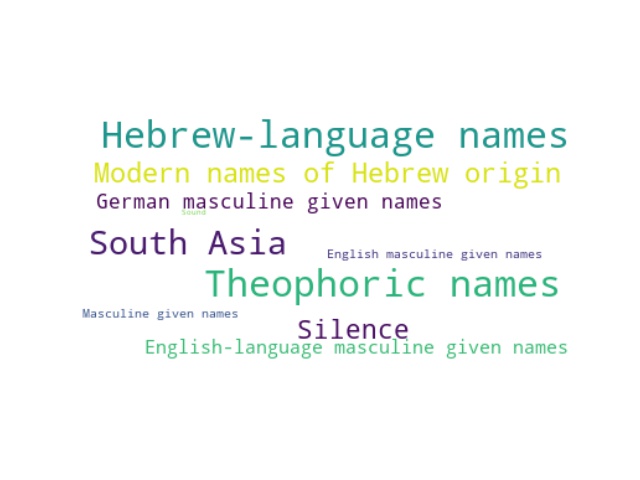 Hebrew-language names
Modern names of Hebrew origin
German masculine given names
Sound
South Asia
English masculine given names
Theophoric names
Masculine given names
Silence
English-language masculine given names